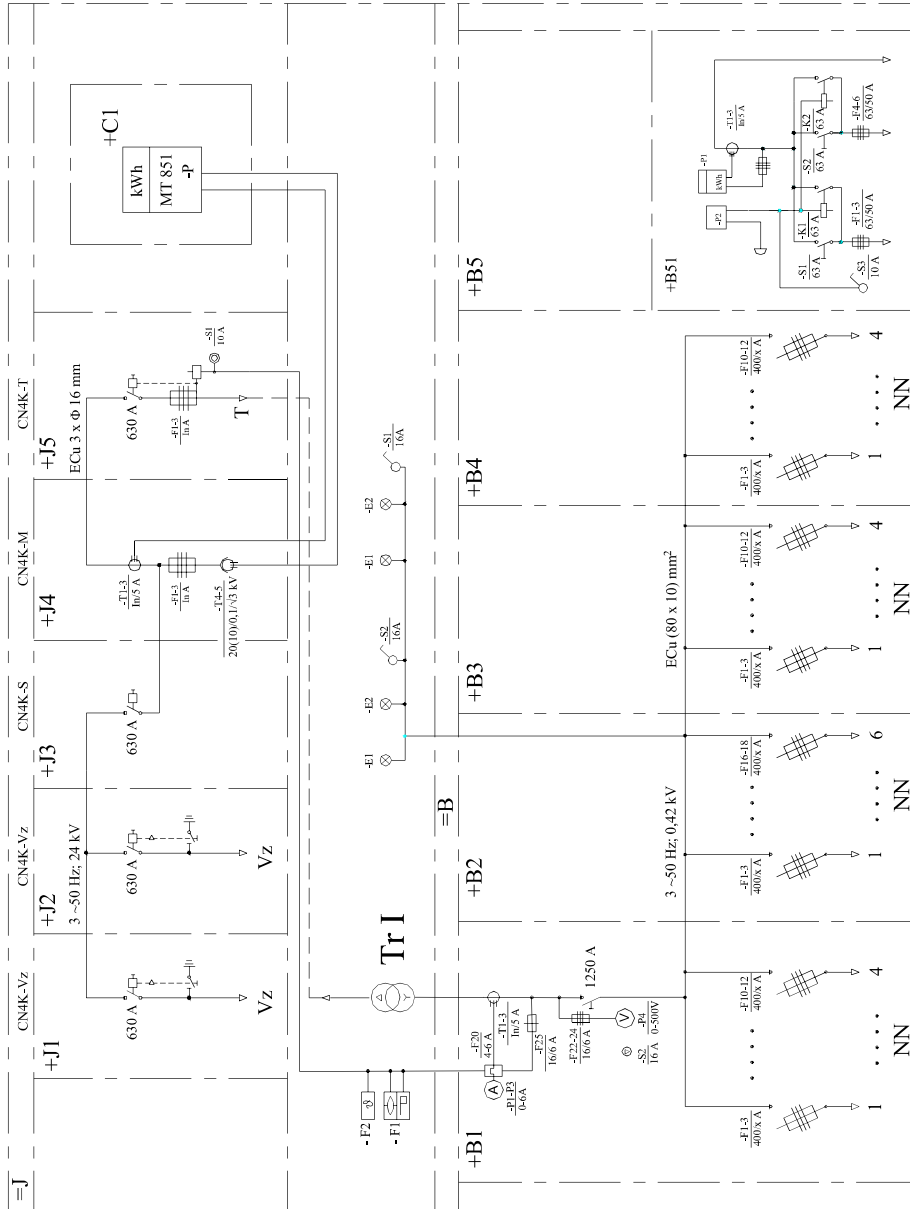 =J
+J1
CN4K-Vz
630 A
Vz
+J2
CN4K-Vz
3 ~50 Hz; 24 kV
630 A
Vz
+J3
CN4K-S
630 A
+J4
CN4K-M
-T1-3
In/5 A
-F1-3
In A
-T4-5
20(10)/0,1/√3 kV
+J5
CN4K-T
ECu 3 x Φ 16 mm
630 A
-F1-3
In A
T
-S1
10 A
+C1
kWh
MT 851
-P
Tr I
- F2
ϑ
- F1
=B
-E1
-E2
-S2
16A
-E1
-E2
-S1
16A
+B1
A
-P1-P3
0-6A
-F20
4-6 A
-T1-3
In/5 A
-F25
16/6 A
-F22-24
16/6 A
-S2
16 A
V
-P4
0-500V
1250 A
-F1-3
400/x A
1
-F10-12
400/x A
4
NN
+B2
3 ~50 Hz; 0,42 kV
-F1-3
400/x A
1
-F16-18
400/x A
6
NN
+B3
ECu (80 x 10) mm²
-F1-3
400/x A
1
-F10-12
400/x A
4
NN
+B4
-F1-3
400/x A
1
-F10-12
400/x A
4
NN
+B5
+B51
-P2
-P1
kWh
-T1-3
In/5 A
-S1
63 A
-K1
63 A
-S2
63 A
-K2
63 A
-S3
10 A
-F1-3
63/50 A
-F4-6
63/50 A